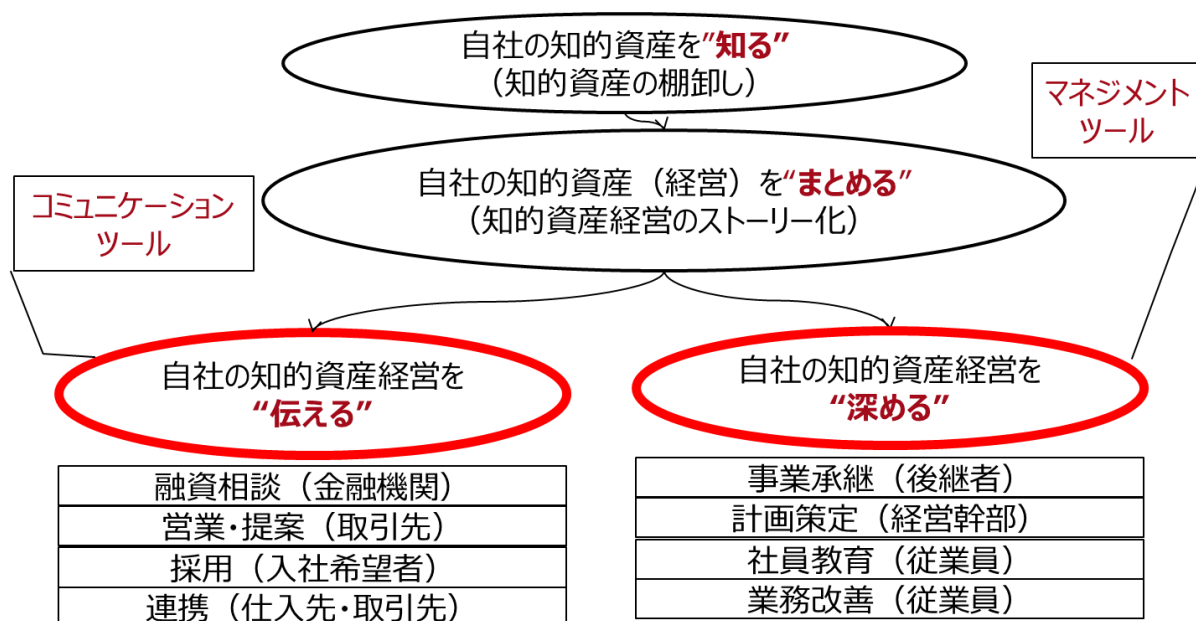 自社の知的資産を”知る”
（知的資産の棚卸し）
マネジメント
ツール
自社の知的資産（経営）を“まとめる”
（知的資産経営のストーリー化）
コミュニケーション
ツール
自社の知的資産経営を
“伝える”
自社の知的資産経営を
“深める”
融資相談（金融機関）
営業・提案（取引先）
採用（入社希望者）
連携（仕入先・取引先）
事業承継（後継者）
計画策定（経営幹部）
社員教育（従業員）
業務改善（従業員）